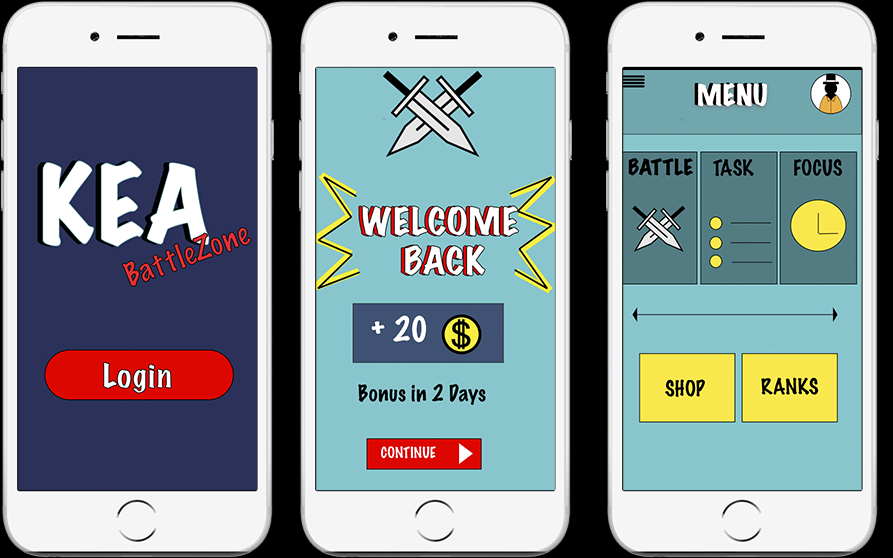 KEA
BattleZone
Login
WELCOME
BACK
+ 20 $
Bonus in 2 Days
CONTINUE
MENU
BATTLE
TASK
FOCUS
SHOP
RANKS